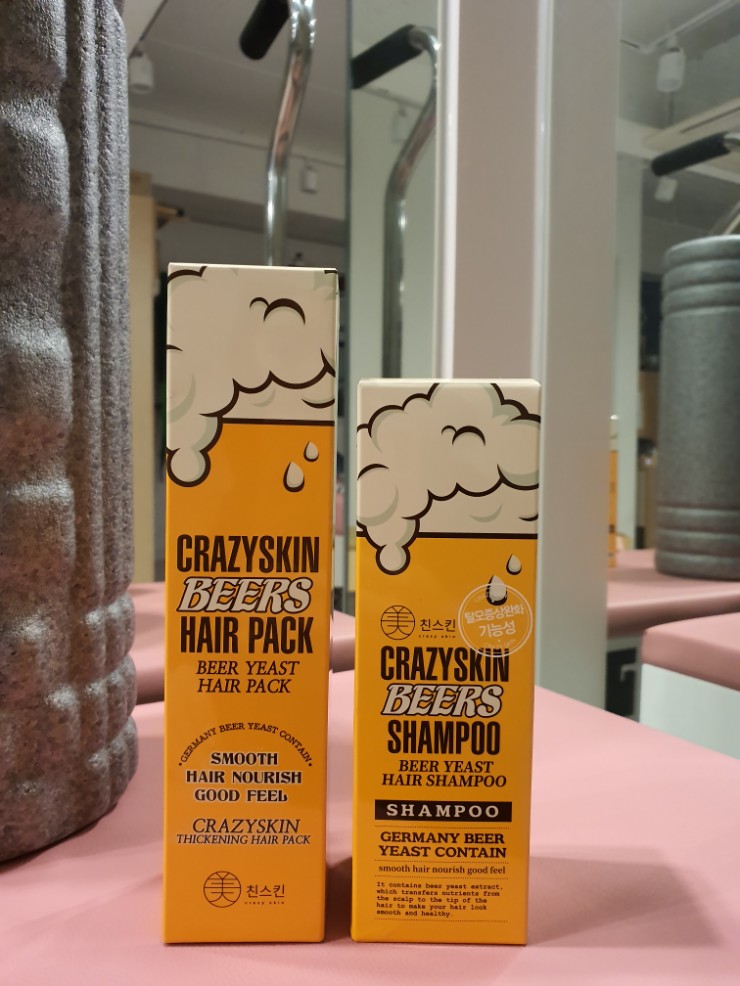 CRAZYSKIN
BEERS
HAIR PACK
BEER YEAST
HAIR PACK
GERMANY BEER YEAST CONTAIN
SMOOTH
HAIR NOURISH
GOOD FEEL
CRAZYSKIN
THICKENING HAIR PACK
美 친스킨
crazy skin
탈모증상완화
기능성
美 친스킨
crazy skin
CRAZYSKIN
BEERS
SHAMPOO
BEER YEAST
HAIR SHAMPOO
SHAMPOO
GERMANY BEER
YEAST CONTAIN
smooth hair nourish good feel
It contains beer yeast extract,
which transfers nutrients from
the scalp to the tip of the
hair to make your hair look
smooth and healthy.